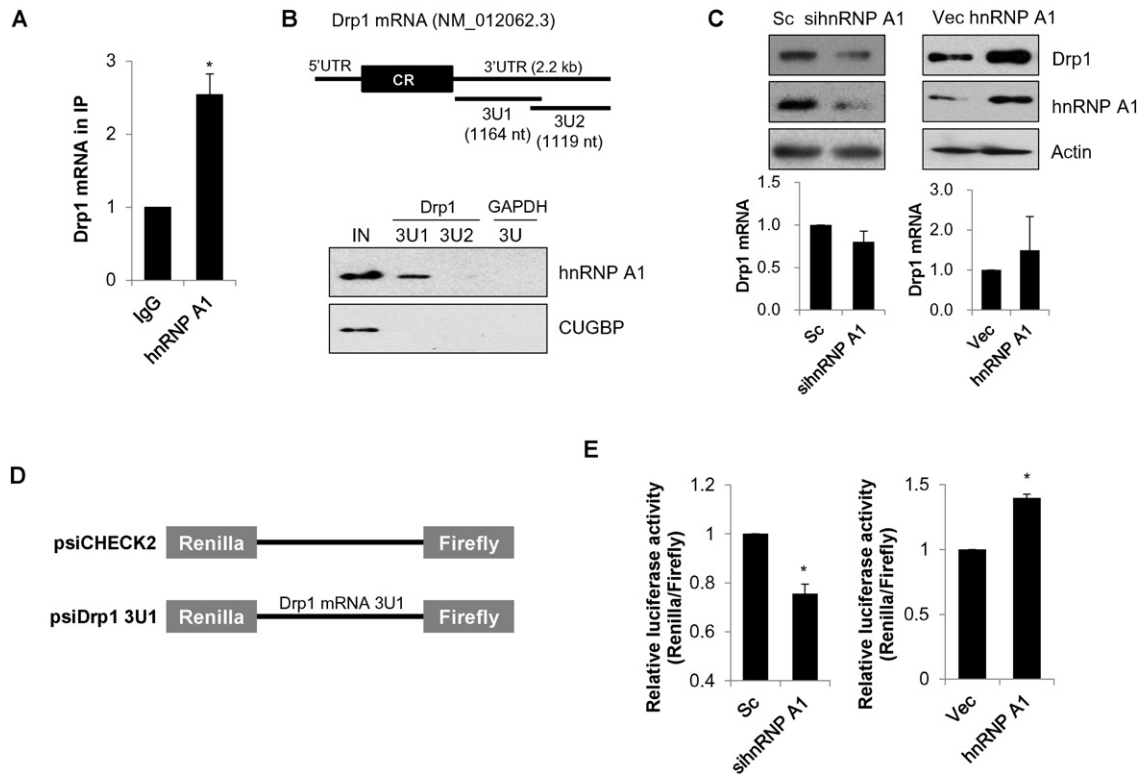 A
Drp1 mRNA in IP
3
2
1
0
*
IgG
hnRNP A1
B
Drp1 mRNA (NM_012062.3)
5'UTR
CR
3'UTR (2.2 kb)
3U1
(1164 nt)
3U2
(1119 nt)
Drp1
GAPDH
IN
3U1
3U2
3U
hnRNP A1
CUGBP
C
Sc sihnRNP A1
Vec hnRNP A1
Drp1
hnRNP A1
Actin
Drp1 mRNA
1.5
1.0
0.5
0.0
Sc
sihnRNP A1
Drp1 mRNA
3.0
2.0
1.0
0.0
Vec
hnRNP A1
D
psiCHECK2
Renilla
Firefly
psiDrp1 3U1
Renilla
Drp1 mRNA 3U1
Firefly
E
Relative luciferase activity
(Renilla/Firefly)
1.2
1
0.8
0.6
0.4
*
Sc
sihnRNP A1
Relative luciferase activity
(Renilla/Firefly)
1.5
1
0.5
0
*
Vec
hnRNP A1